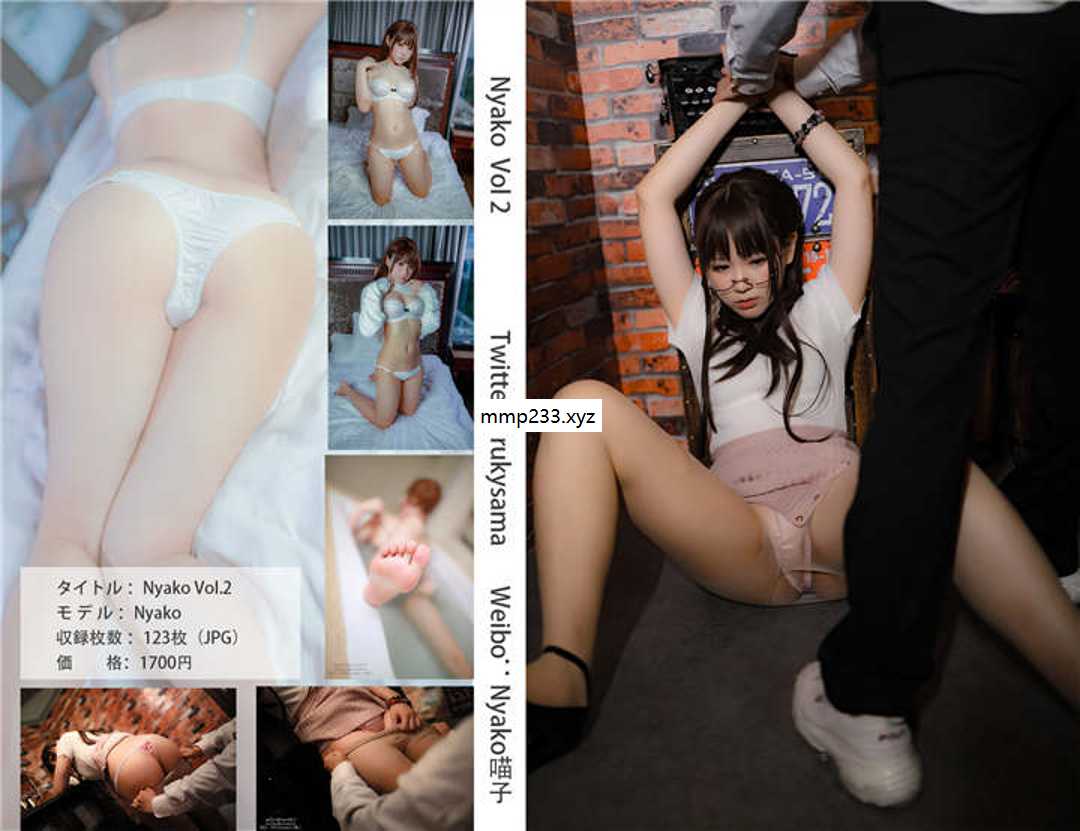 タイトル： Nyako Vol.2
モデル： Nyako
収録枚数： 123枚（JPG）
価　　格： 1700円
Nyako Vol 2
Twitte
rukysama
Weibo： Nyako喵子
mmp233.xyz